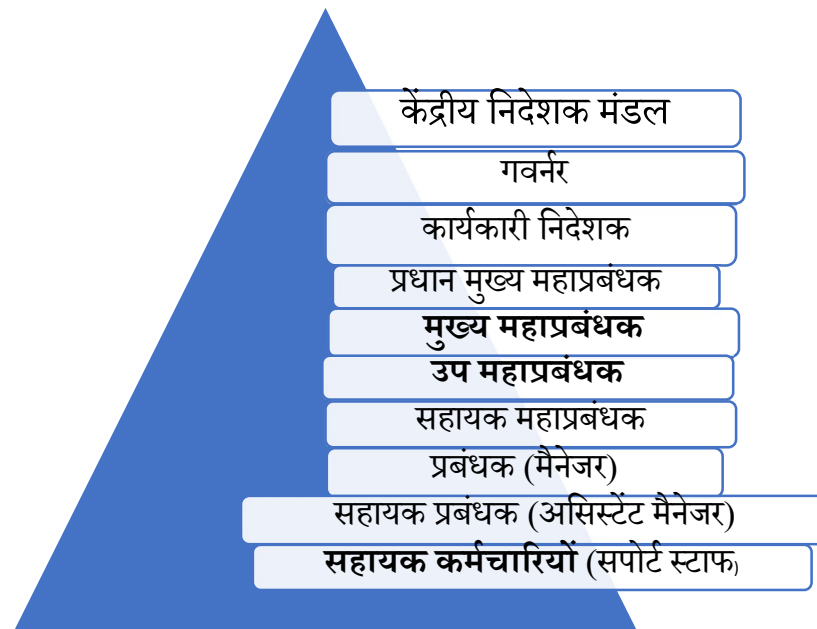 केंद्रीय निदेशक मंडल
गवर्नर
कार्यकारी निदेशक
प्रधान मुख्य महाप्रबंधक
मुख्य महाप्रबंधक
उप महाप्रबंधक
सहायक महाप्रबंधक
प्रबंधक (मैनेजर)
सहायक प्रबंधक (असिस्टेंट मैनेजर)
सहायक कर्मचारियों (सपोर्ट स्टाफ)